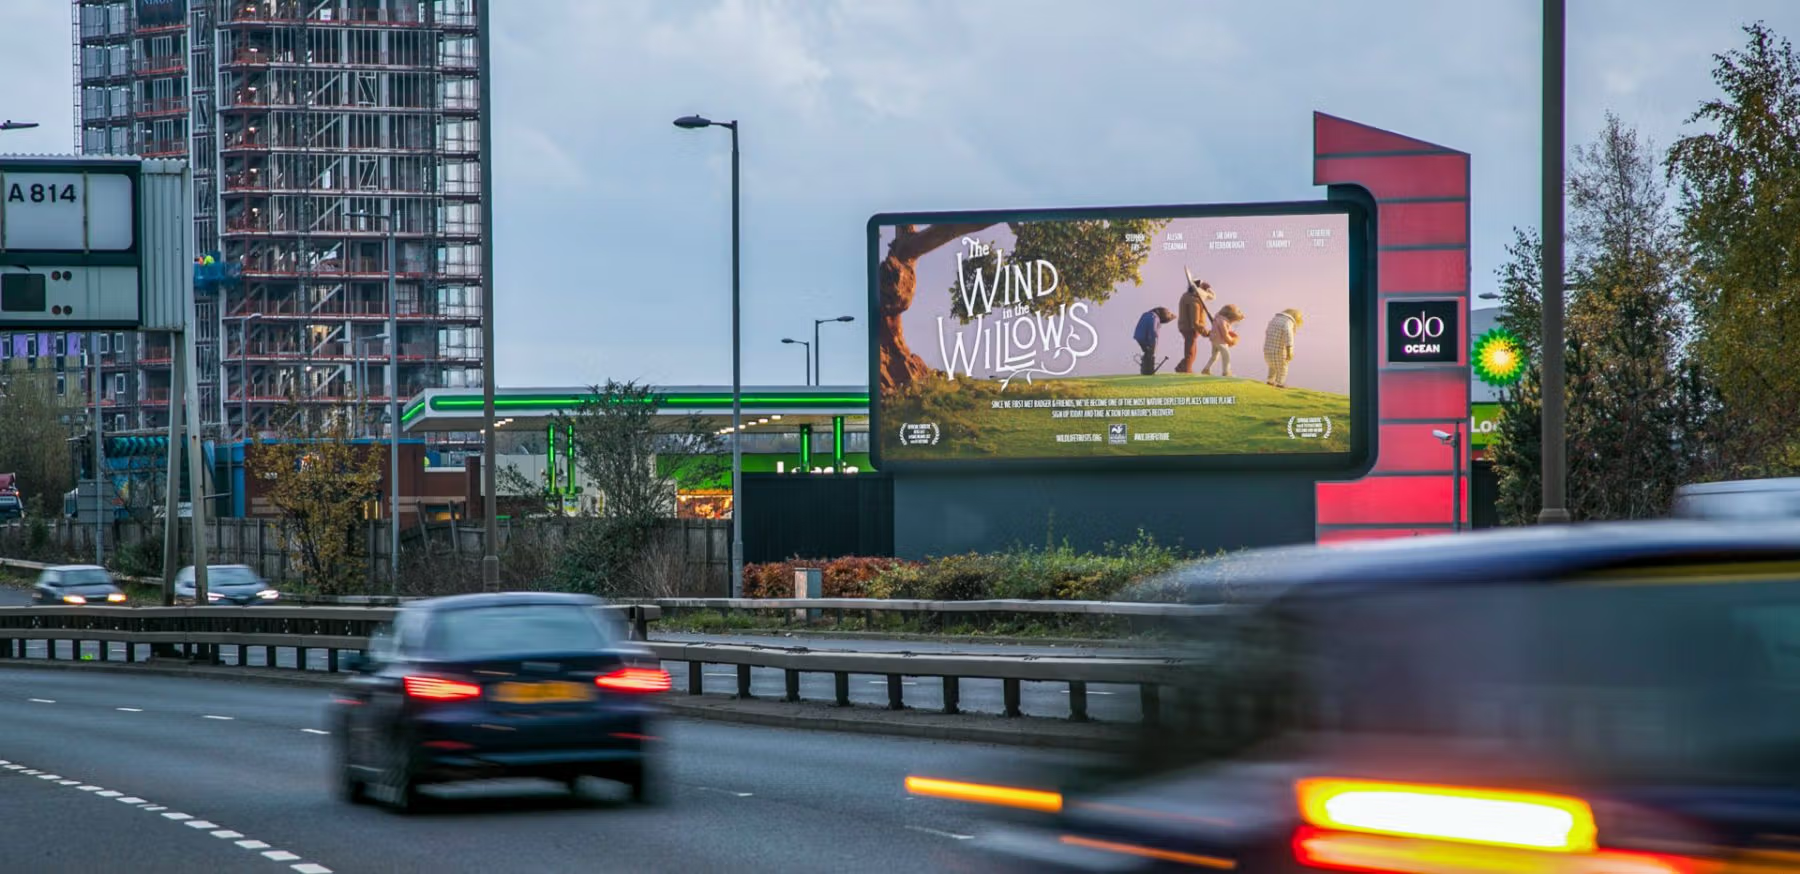 A 814
The
WIND
in the
WILLOWS
STEPHEN FRY
ALISON STEADMAN
SIR DAVID ATTENBOROUGH
ASIM CHAUDHRY
CATHERINE TATE
SINCE WE FIRST MET BADGER & FRIENDS, WE'VE BECOME ONE OF THE MOST NATURE DEPLETED PLACES ON THE PLANET.
SIGN UP TODAY AND TAKE ACTION FOR NATURE'S RECOVERY
WILDLIFETRUSTS.ORG
#WILDERFUTURE
OCEAN
Lo